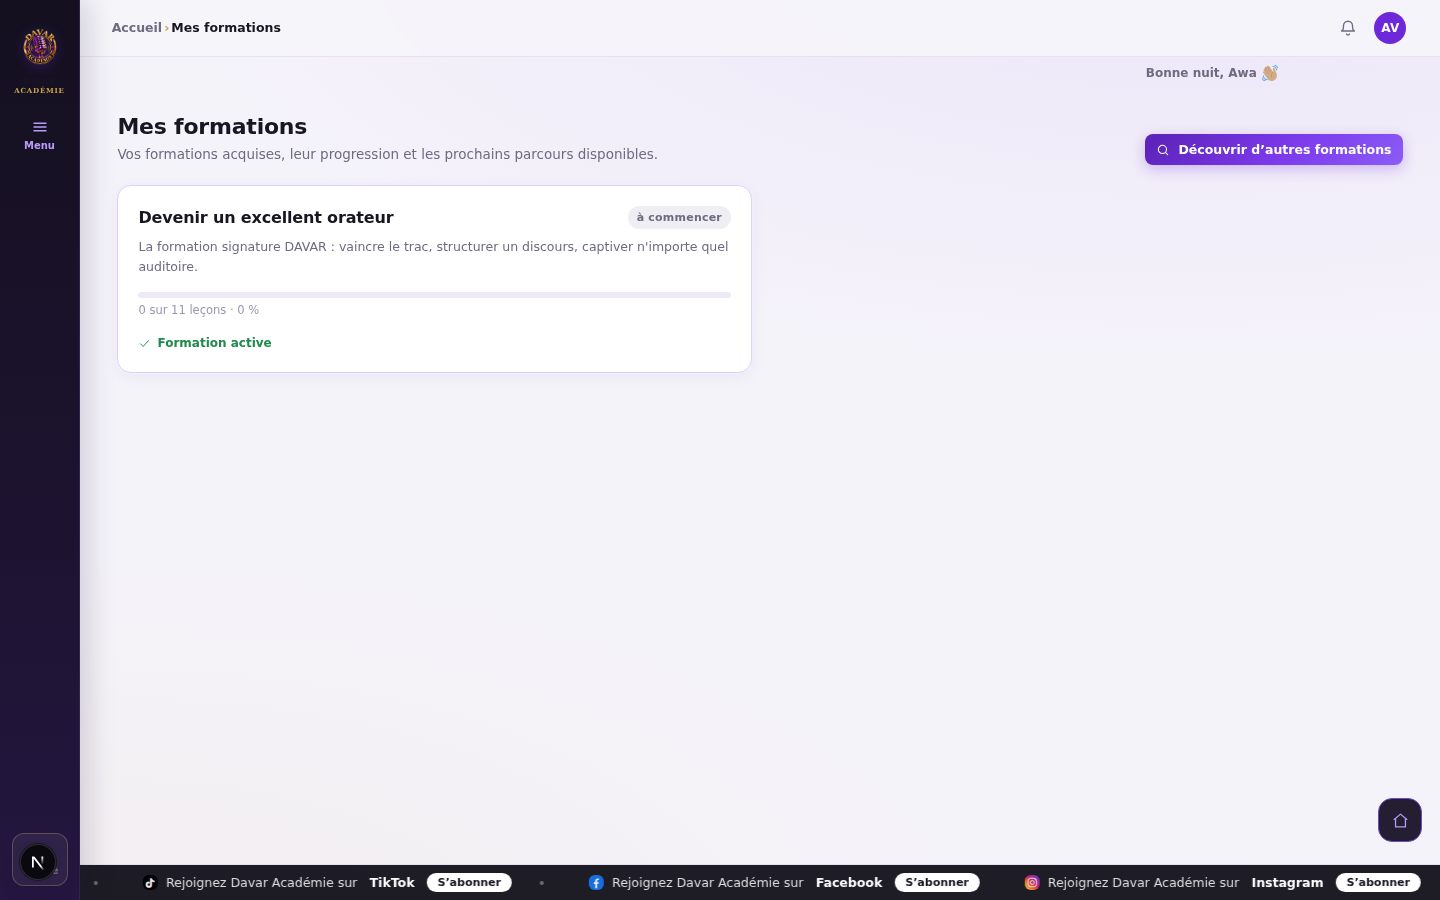 DAVAR
ACADÉMIE
Menu
Accueil › Mes formations
AV
Bonne nuit, Awa 👋🏽
Mes formations
Vos formations acquises, leur progression et les prochains parcours disponibles.
Découvrir d’autres formations
Devenir un excellent orateur
à commencer
La formation signature DAVAR : vaincre le trac, structurer un discours, captiver n'importe quel
auditoire.
0 sur 11 leçons · 0 %
Formation active
N
Rejoignez Davar Académie sur TikTok S’abonner
Rejoignez Davar Académie sur Facebook S’abonner
Rejoignez Davar Académie sur Instagram S’abonner